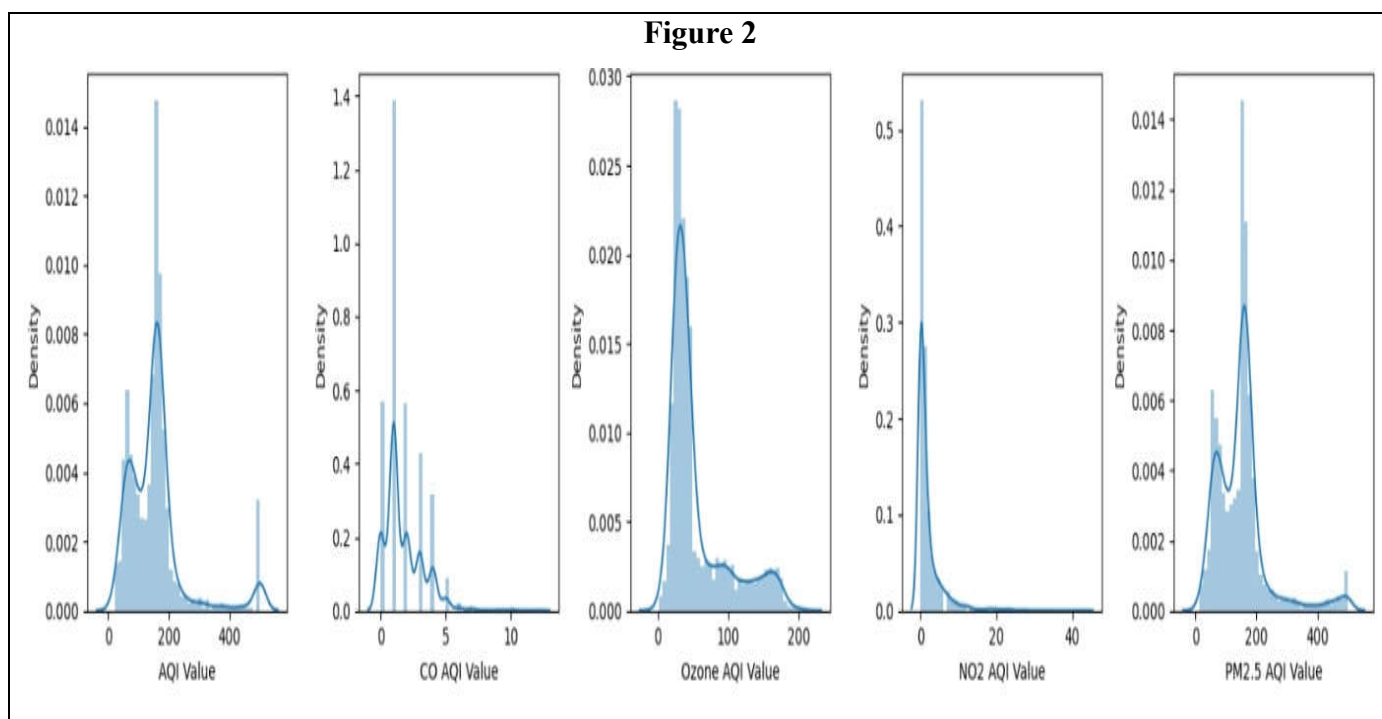 Figure 2
Density
0.014
0.012
0.010
0.008
0.006
0.004
0.002
0.000
0 200 400
AQI Value
Density
1.4
1.2
1.0
0.8
0.6
0.4
0.2
0.0
0 5 10
CO AQI Value
Density
0.030
0.025
0.020
0.015
0.010
0.005
0.000
0 100 200
Ozone AQI Value
Density
0.5
0.4
0.3
0.2
0.1
0.0
0 20 40
NO2 AQI Value
Density
0.014
0.012
0.010
0.008
0.006
0.004
0.002
0.000
0 200 400
PM2.5 AQI Value